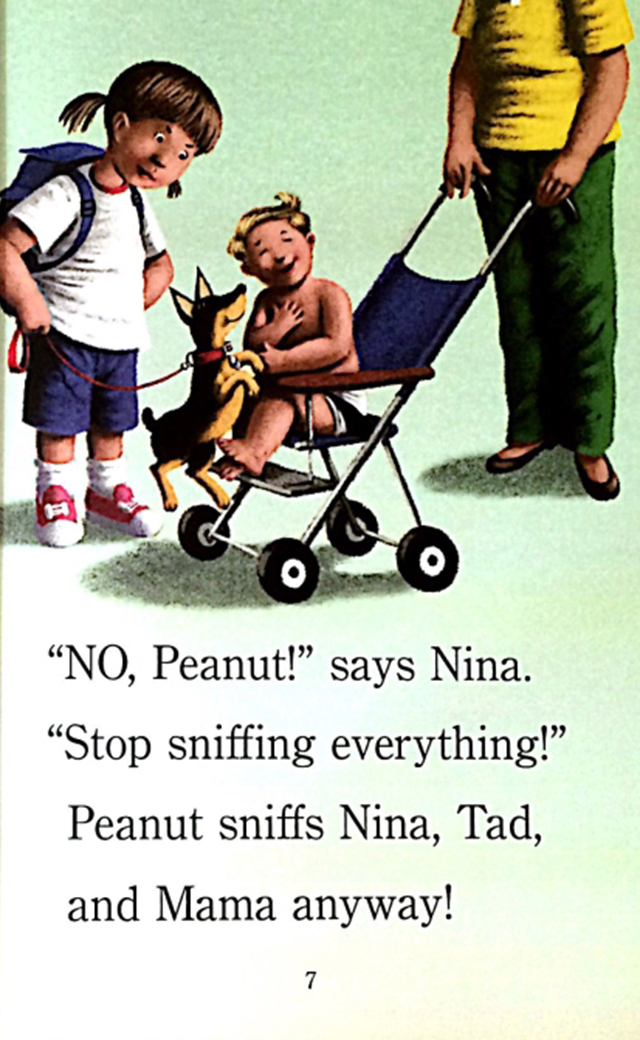 “NO, Peanut!” says Nina.
“Stop sniffing everything!”
Peanut sniffs Nina, Tad,
and Mama anyway!
7